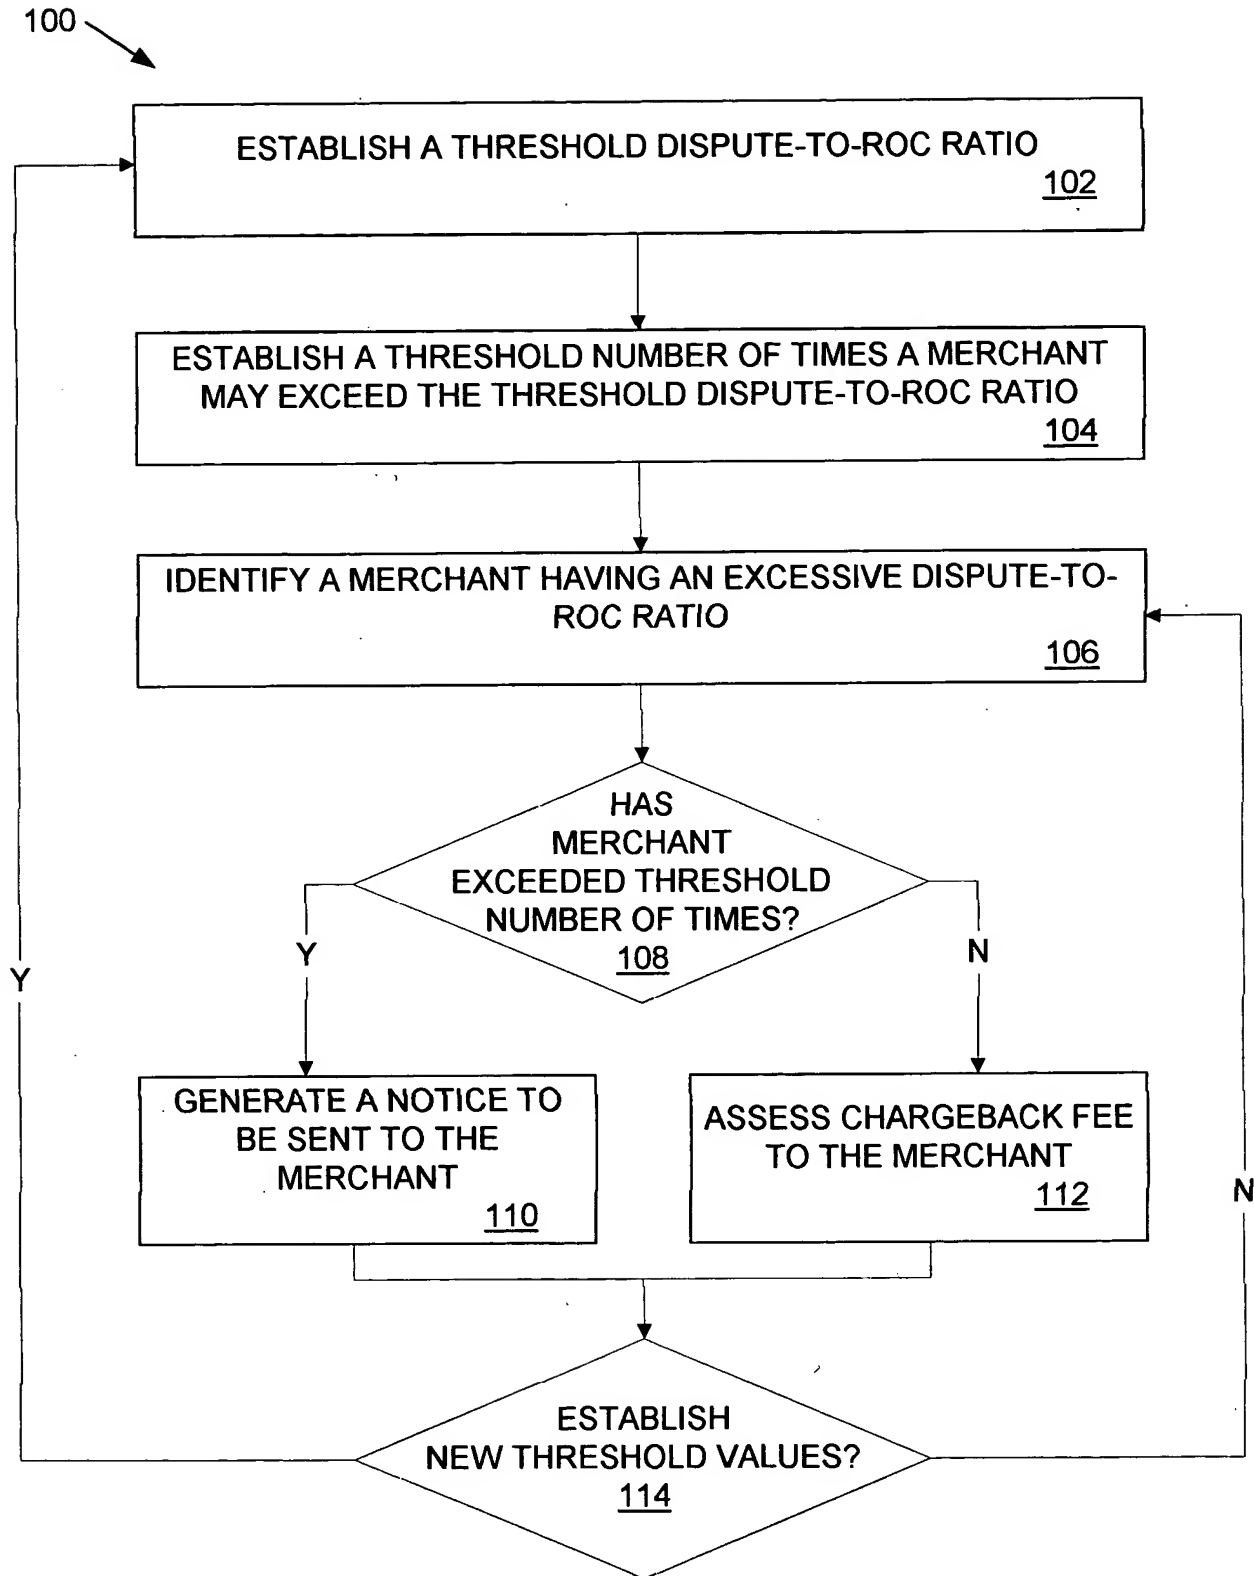 100
ESTABLISH A THRESHOLD DISPUTE-TO-ROC RATIO
102
ESTABLISH A THRESHOLD NUMBER OF TIMES A MERCHANT
MAY EXCEED THE THRESHOLD DISPUTE-TO-ROC RATIO
104
IDENTIFY A MERCHANT HAVING AN EXCESSIVE DISPUTE-TO-
ROC RATIO
106
HAS
MERCHANT
EXCEEDED THRESHOLD
NUMBER OF TIMES?
108
Y
N
Y
GENERATE A NOTICE TO
BE SENT TO THE
MERCHANT
110
ASSESS CHARGEBACK FEE
TO THE MERCHANT
112
N
ESTABLISH
NEW THRESHOLD VALUES?
114